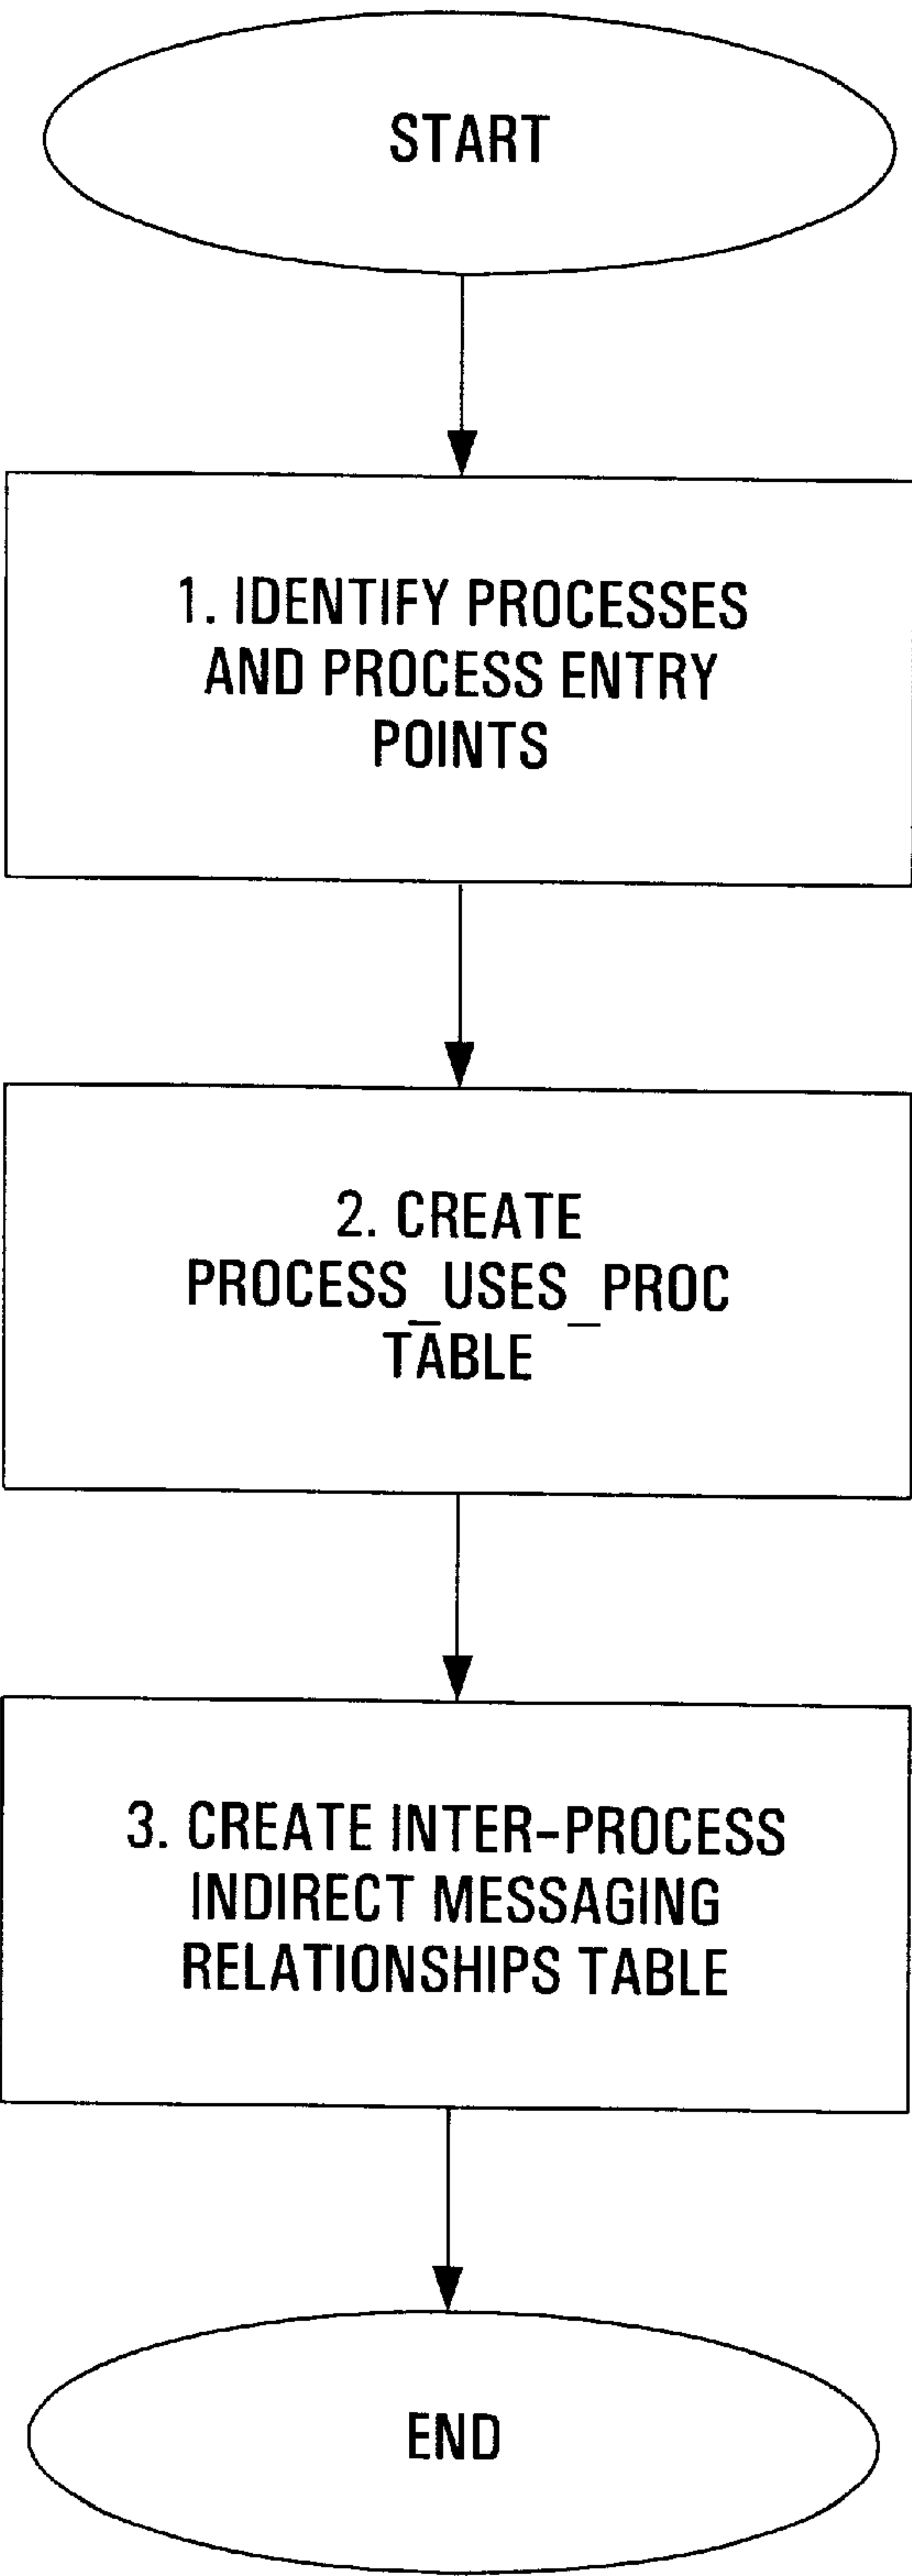 START
1. IDENTIFY PROCESSES
AND PROCESS ENTRY
POINTS
2. CREATE
PROCESS_USES_PROC
TABLE
3. CREATE INTER-PROCESS
INDIRECT MESSAGING
RELATIONSHIPS TABLE
END